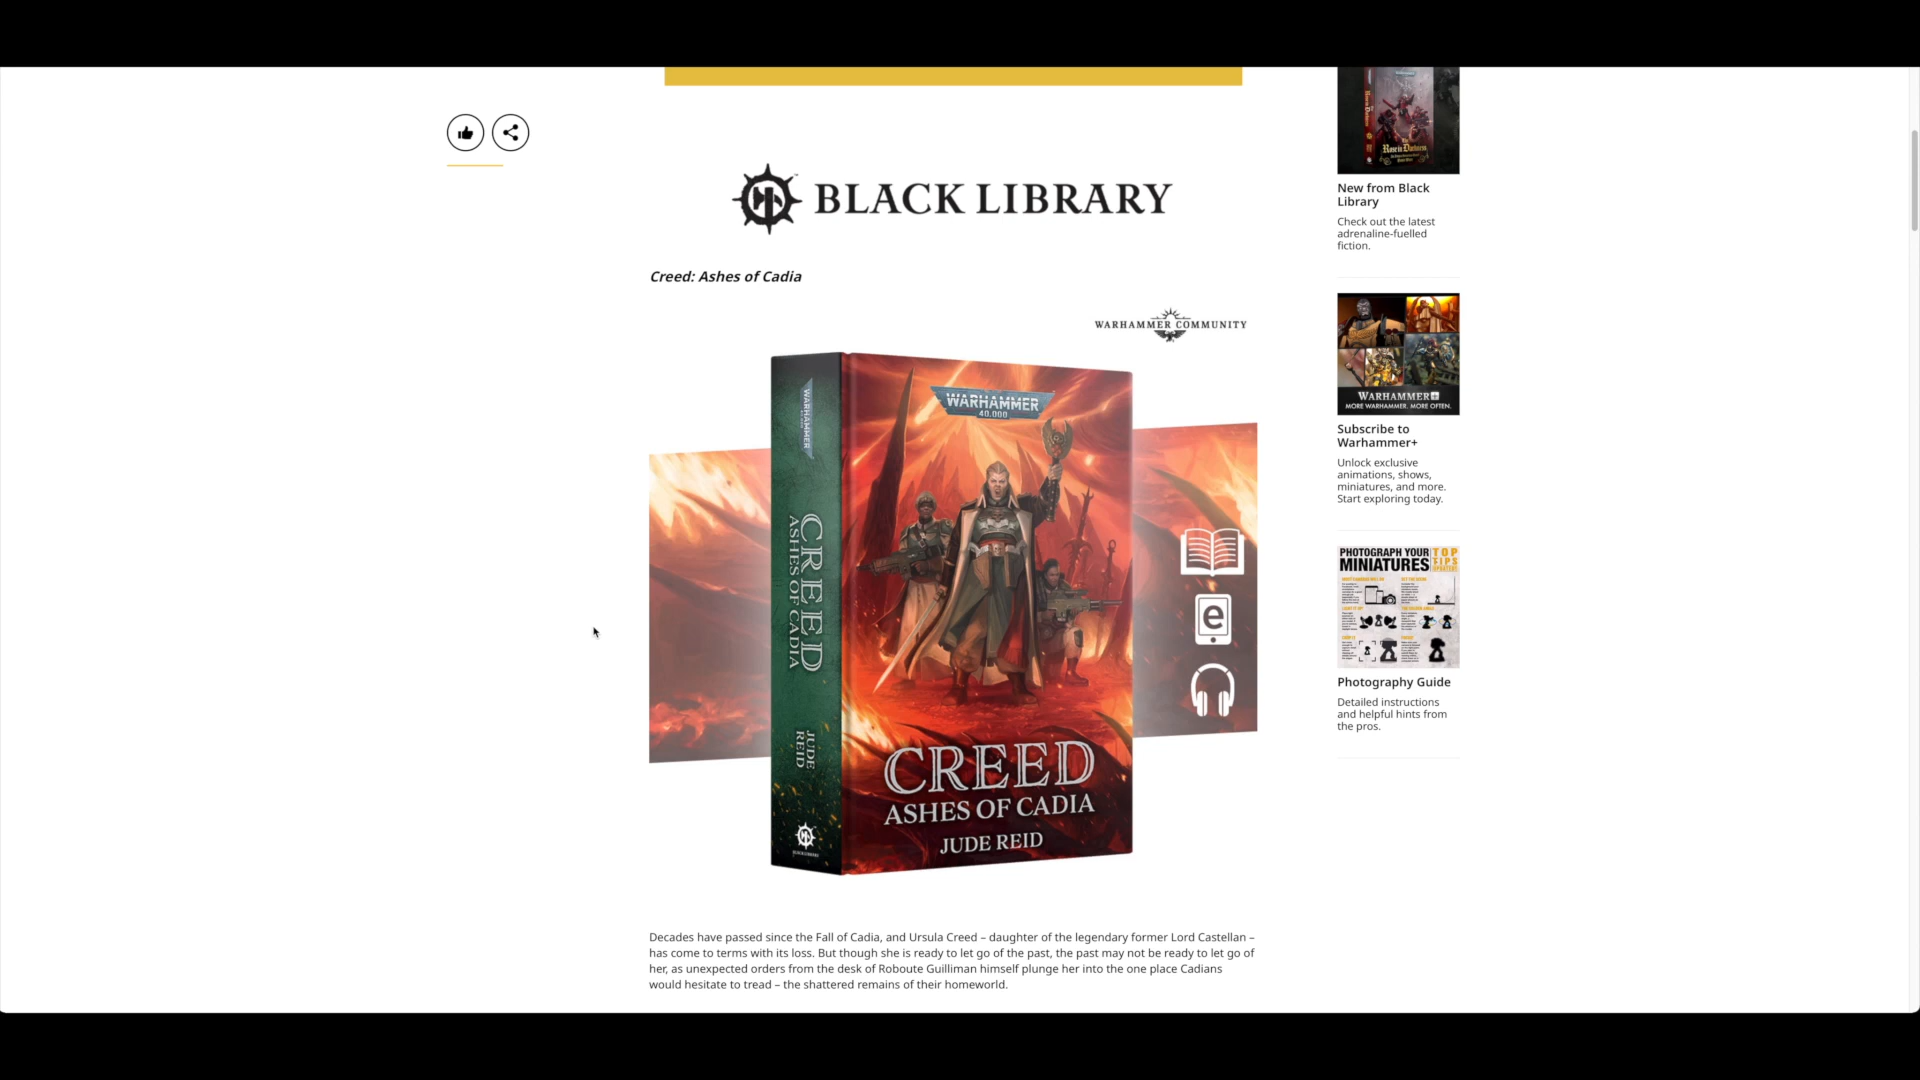 BLACK LIBRARY
Creed: Ashes of Cadia
WARHAMMER COMMUNITY
WARHAMMER
CREED
ASHES OF CADIA
JUDE
REID
WARHAMMER
40,000
CREED
ASHES OF CADIA
JUDE REID
e
Decades have passed since the Fall of Cadia, and Ursula Creed – daughter of the legendary former Lord Castellan –
has come to terms with its loss. But though she is ready to let go of the past, the past may not be ready to let go of
her, as unexpected orders from the desk of Roboute Guilliman himself plunge her into the one place Cadians
would hesitate to tread – the shattered remains of their homeworld.
New from Black
Library
Check out the latest
adrenaline-fuelled
fiction.
WARHAMMER+
MORE WARHAMMER. MORE OFTEN.
Subscribe to
Warhammer+
Unlock exclusive
animations, shows,
miniatures, and more.
Start exploring today.
PHOTOGRAPH YOUR
MINIATURES
TOP
TIPS
Photography Guide
Detailed instructions
and helpful hints from
the pros.